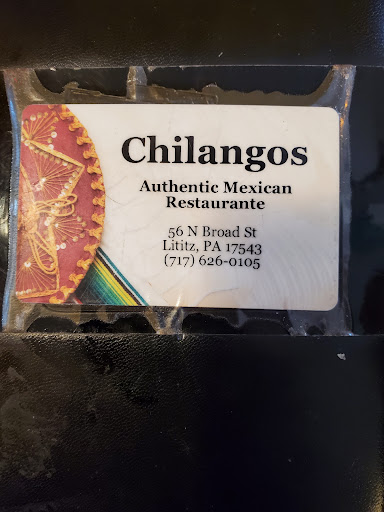 Chilangos
Authentic Mexican
Restaurante
56 N Broad St
Lititz, PA 17543
(717) 626-0105